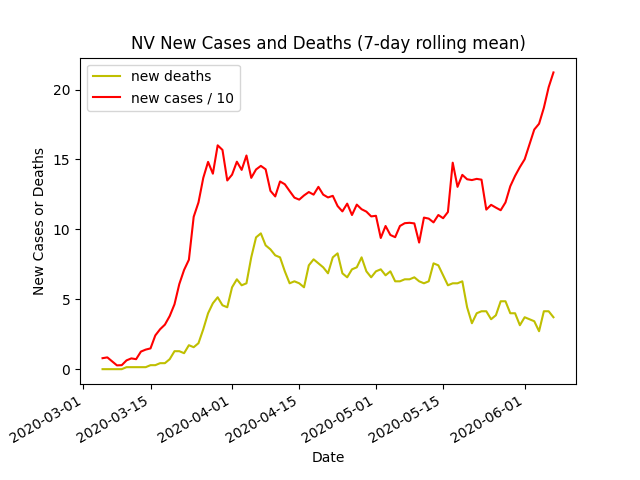 NV New Cases and Deaths (7-day rolling mean)
new deaths
new cases / 10
20
15
10
5
0
New Cases or Deaths
2020-03-01
2020-03-15
2020-04-01
2020-04-15
2020-05-01
2020-05-15
2020-06-01
Date